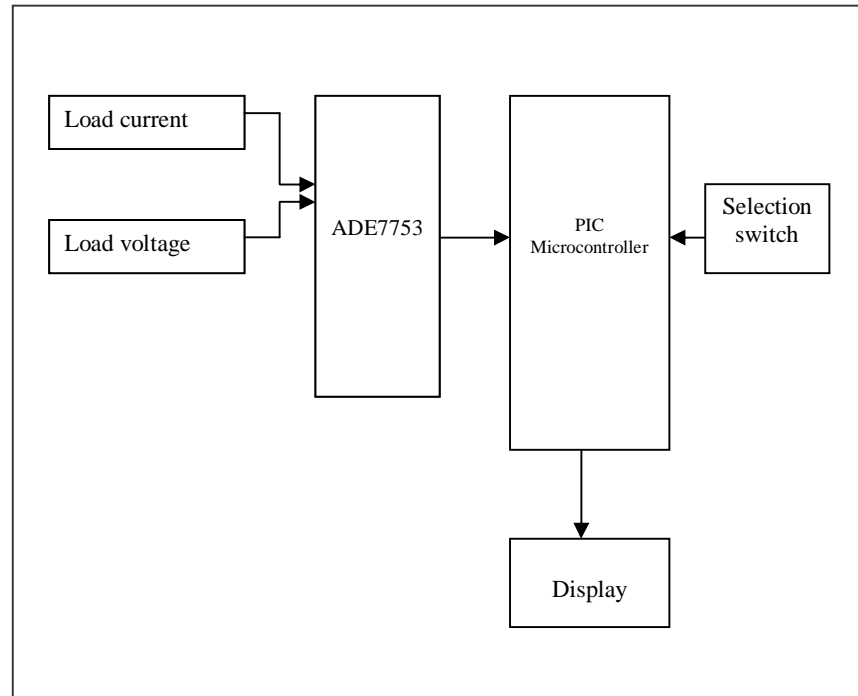 Load current
Load voltage
ADE7753
PIC
Microcontroller
Selection
switch
Display